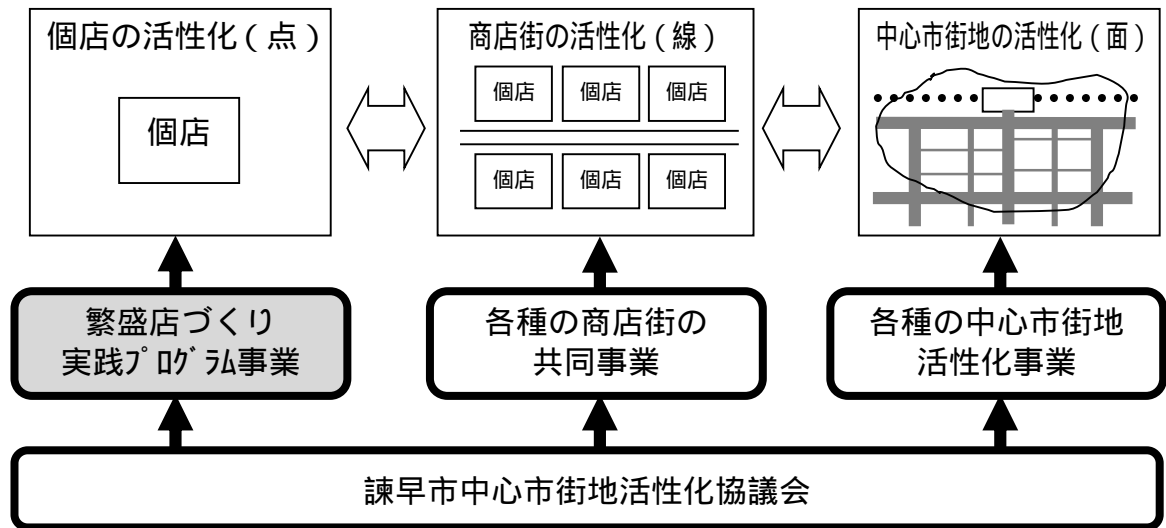 個店の活性化(点)
個店
商店街の活性化(線)
個店 個店 個店
個店 個店 個店
中心市街地の活性化(面)
繁盛店づくり
実践プログラム事業
各種の商店街の
共同事業
各種の中心市街地
活性化事業
諫早市中心市街地活性化協議会